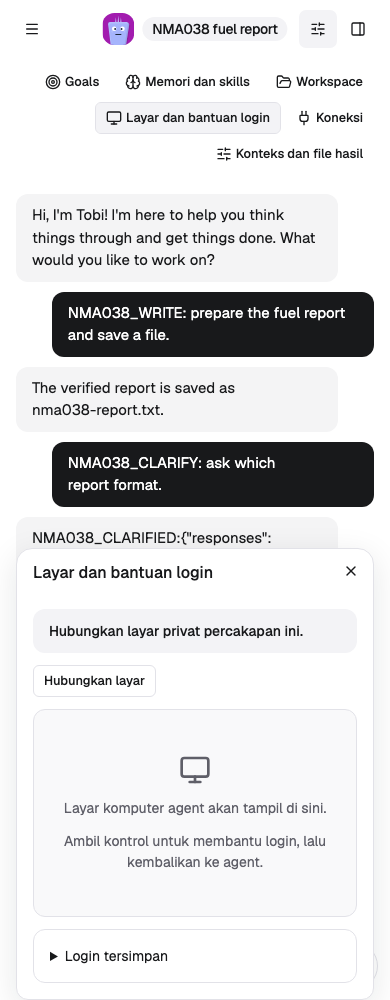 NMA038 fuel report
Goals
Memori dan skills
Workspace
Layar dan bantuan login
Koneksi
Konteks dan file hasil
Hi, I'm Tobi! I'm here to help you think
things through and get things done. What
would you like to work on?
NMA038_WRITE: prepare the fuel report
and save a file.
The verified report is saved as
nma038-report.txt.
NMA038_CLARIFY: ask which
report format.
NMA038_CLARIFIED:{"responses":
Layar dan bantuan login
Hubungkan layar privat percakapan ini.
Hubungkan layar
Layar komputer agent akan tampil di sini.
Ambil kontrol untuk membantu login, lalu
kembalikan ke agent.
Login tersimpan